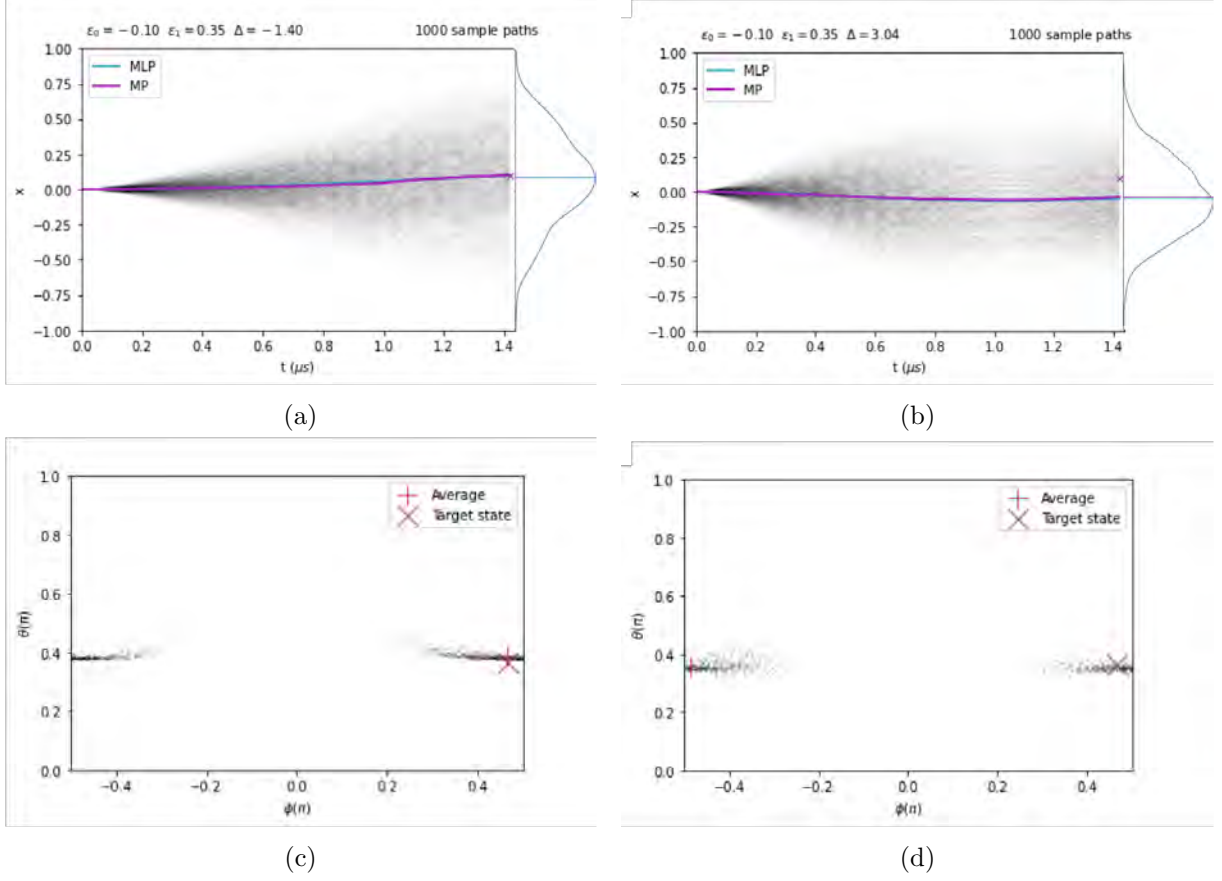 ε₀ = −0.10 ε₁ = 0.35 Δ = −1.40 1000 sample paths
1.00
0.75
0.50
0.25
0.00
−0.25
−0.50
−0.75
−1.00
x
MLP
MP
0.0 0.2 0.4 0.6 0.8 1.0 1.2 1.4
t (μs)
(a)
ε₀ = −0.10 ε₁ = 0.35 Δ = 3.04 1000 sample paths
1.00
0.75
0.50
0.25
0.00
−0.25
−0.50
−0.75
−1.00
x
MLP
MP
0.0 0.2 0.4 0.6 0.8 1.0 1.2 1.4
t (μs)
(b)
1.0
0.8
0.6
0.4
0.2
0.0
θ(π)
Average
Target state
−0.4 −0.2 0.0 0.2 0.4
ϕ(π)
(c)
1.0
0.8
0.6
0.4
0.2
0.0
θ(π)
Average
Target state
−0.4 −0.2 0.0 0.2 0.4
ϕ(π)
(d)